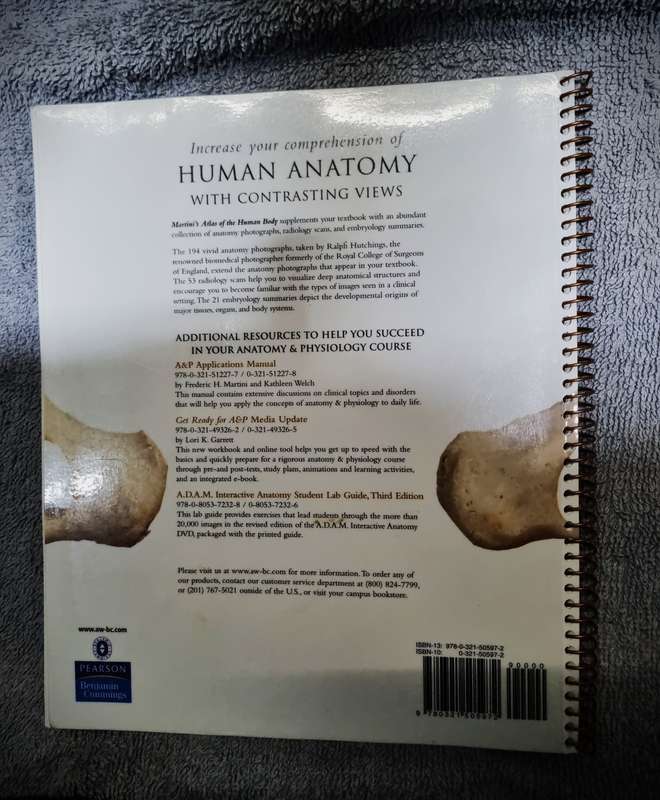 Increase your comprehension of
HUMAN ANATOMY
WITH CONTRASTING VIEWS
Martini's Atlas of the Human Body supplements your textbook with an abundant
collection of anatomy photographs, radiology scans, and embryology summaries.
The 194 vivid anatomy photographs, taken by Ralph Hutchings, the
renowned biomedical photographer formerly of the Royal College of Surgeons
of England, extend the anatomy photographs that appear in your textbook.
The 53 radiology scans help you to visualize deep anatomical structures and
encourage you to become familiar with the types of images seen in a clinical
setting. The 21 embryology summaries depict the developmental origins of
major tissues, organs, and body systems.
ADDITIONAL RESOURCES TO HELP YOU SUCCEED
IN YOUR ANATOMY & PHYSIOLOGY COURSE
A&P Applications Manual
978-0-321-51227-7 / 0-321-51227-8
by Frederic H. Martini and Kathleen Welch
This manual contains extensive discussions on clinical topics and disorders
that will help you apply the concepts of anatomy & physiology to daily life.
Get Ready for A&P Media Update
978-0-321-49326-2 / 0-321-49326-5
by Lori K. Garrett
This new workbook and online tool helps you get up to speed with the
basics and quickly prepare for a rigorous anatomy & physiology course
through pre-and post-tests, study plans, animations and learning activities,
and an integrated e-book.
A.D.A.M. Interactive Anatomy Student Lab Guide, Third Edition
978-0-8053-7232-8 / 0-8053-7232-6
This lab guide provides exercises that lead students through the more than
20,000 images in the revised edition of the A.D.A.M. Interactive Anatomy
DVD, packaged with the printed guide.
Please visit us at www.aw-bc.com for more information. To order any of
our products, contact our customer service department at (800) 824-7799,
or (201) 767-5021 outside of the U.S., or visit your campus bookstore.
www.aw-bc.com
PEARSON
Benjamin
Cummings
ISBN-13: 978-0-321-50597-2
ISBN-10: 0-321-50597-2
90000
9 780321 505972